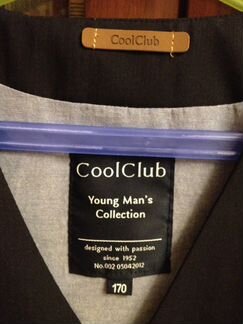 CoolClub
CoolClub
Young Man's
Collection
designed with passion
since 1952
No.002 05042012
170